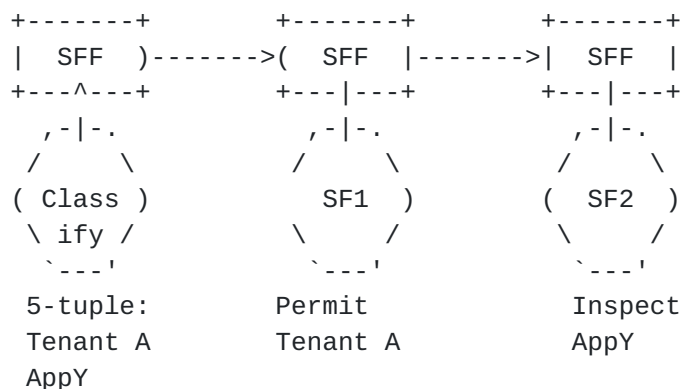 +-------+ +-------+ +-------+
| SFF )------->( SFF |------->| SFF |
+---^---+ +---|---+ +---|---+
,-|-. ,-|-. ,-|-.
/ \ / \ / \
( Class ) SF1 ) ( SF2 )
\ ify / \ / \ /
`---' `---' `---'
5-tuple: Permit Inspect
Tenant A Tenant A AppY
AppY